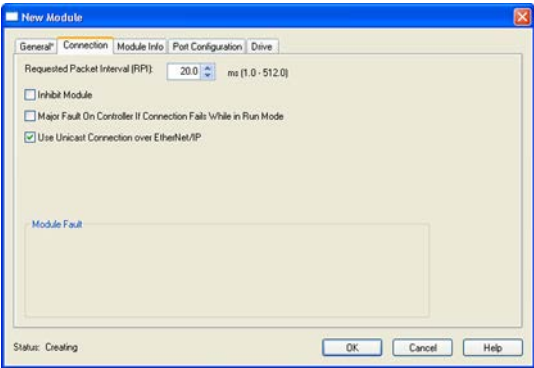 New Module
General* Connection Module Info Port Configuration Drive
Requested Packet Interval (RPI): 20.0 ms (1.0 - 512.0)
Inhibit Module
Major Fault On Controller If Connection Fails While in Run Mode
Use Unicast Connection over EtherNet/IP
Module Fault
Status: Creating OK Cancel Help